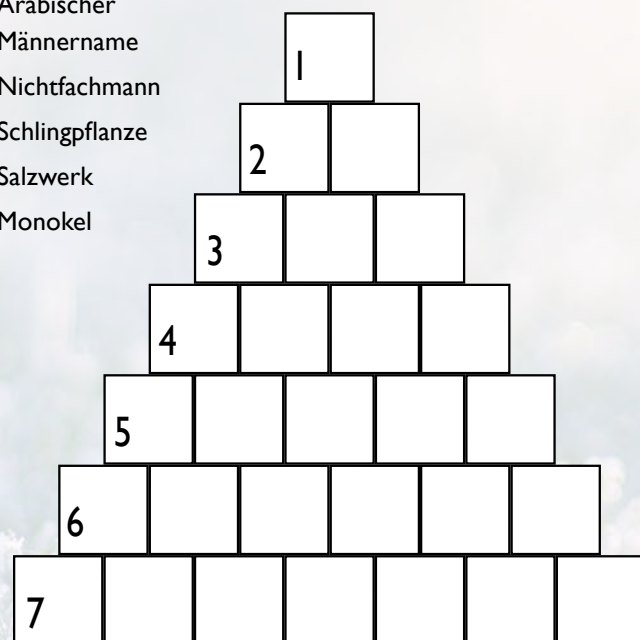 Arabischer
Männername
Nichtfachmann
Schlingpflanze
Salzwerk
Monokel
1
2
3
4
5
6
7